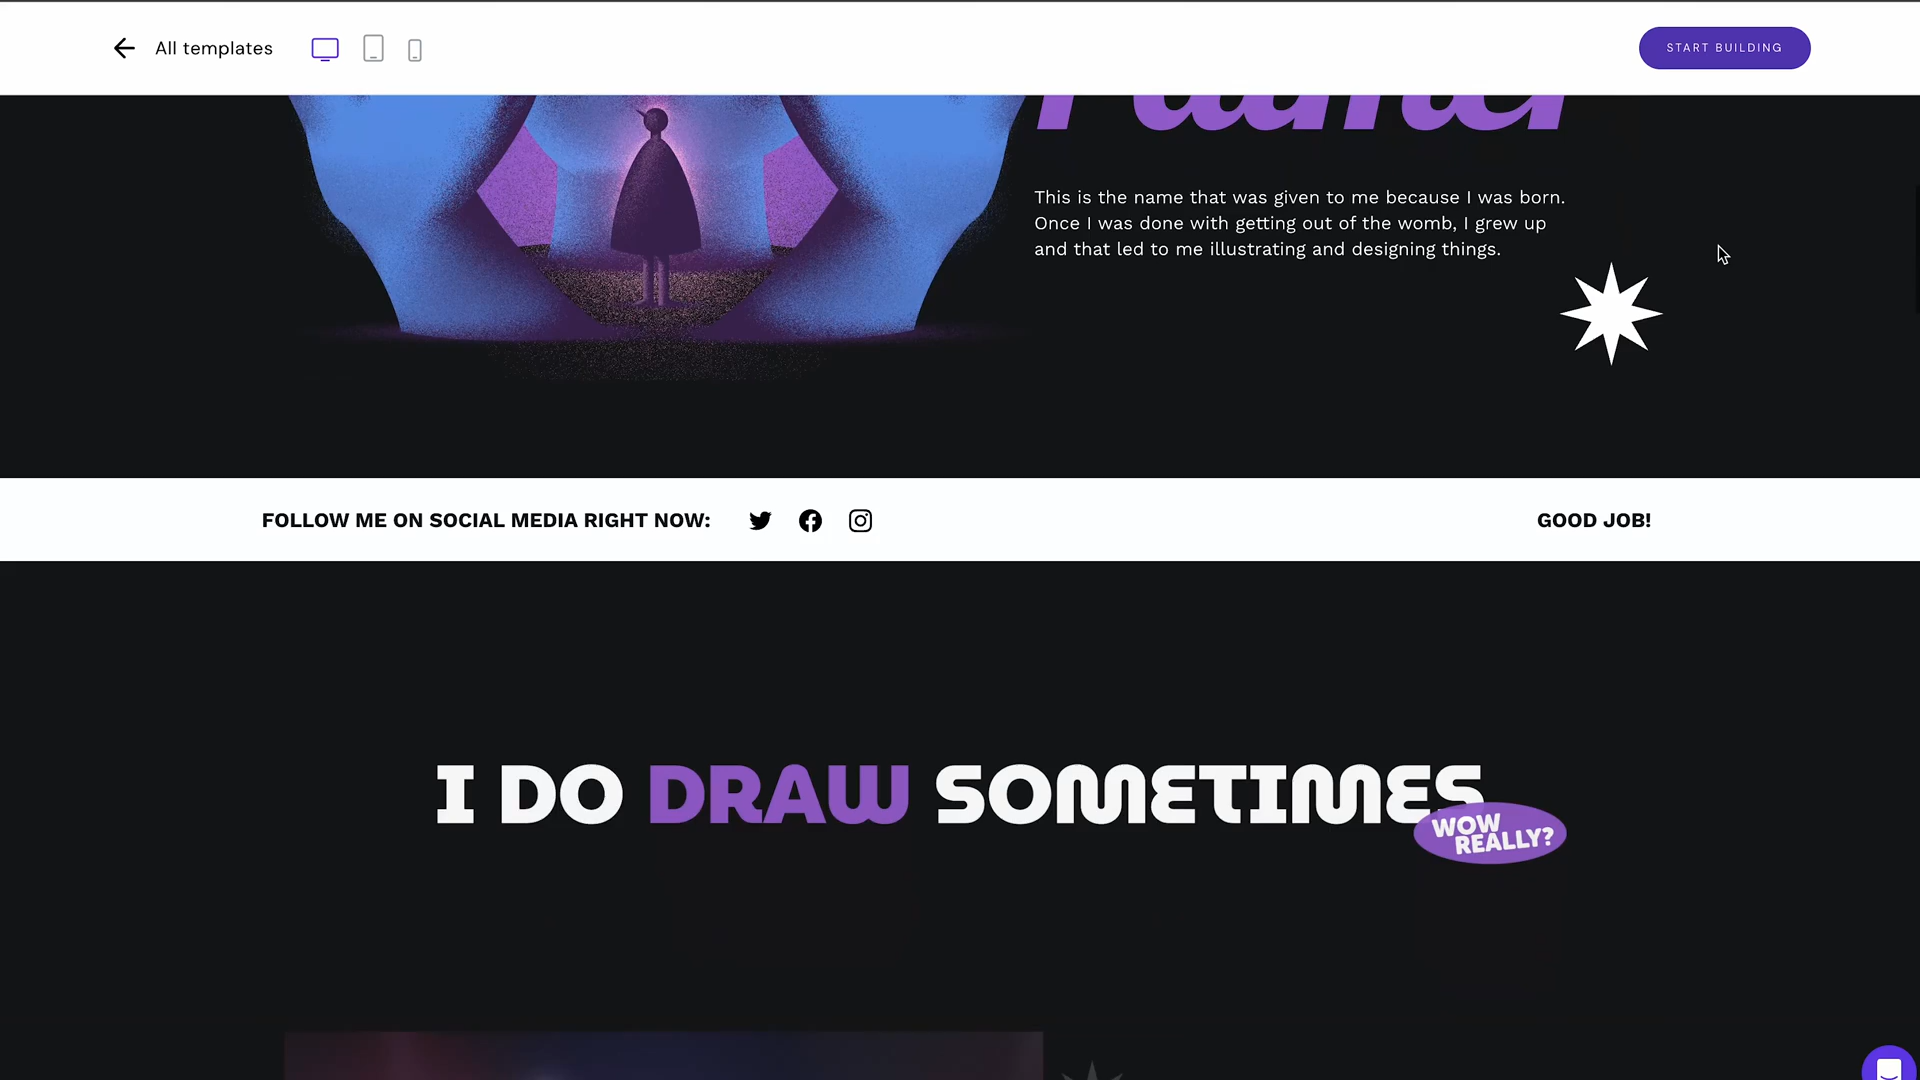 All templates
START BUILDING
This is the name that was given to me because I was born.
Once I was done with getting out of the womb, I grew up
and that led to me illustrating and designing things.
FOLLOW ME ON SOCIAL MEDIA RIGHT NOW:
GOOD JOB!
I DO DRAW SOMETIMES
WOW
REALLY?